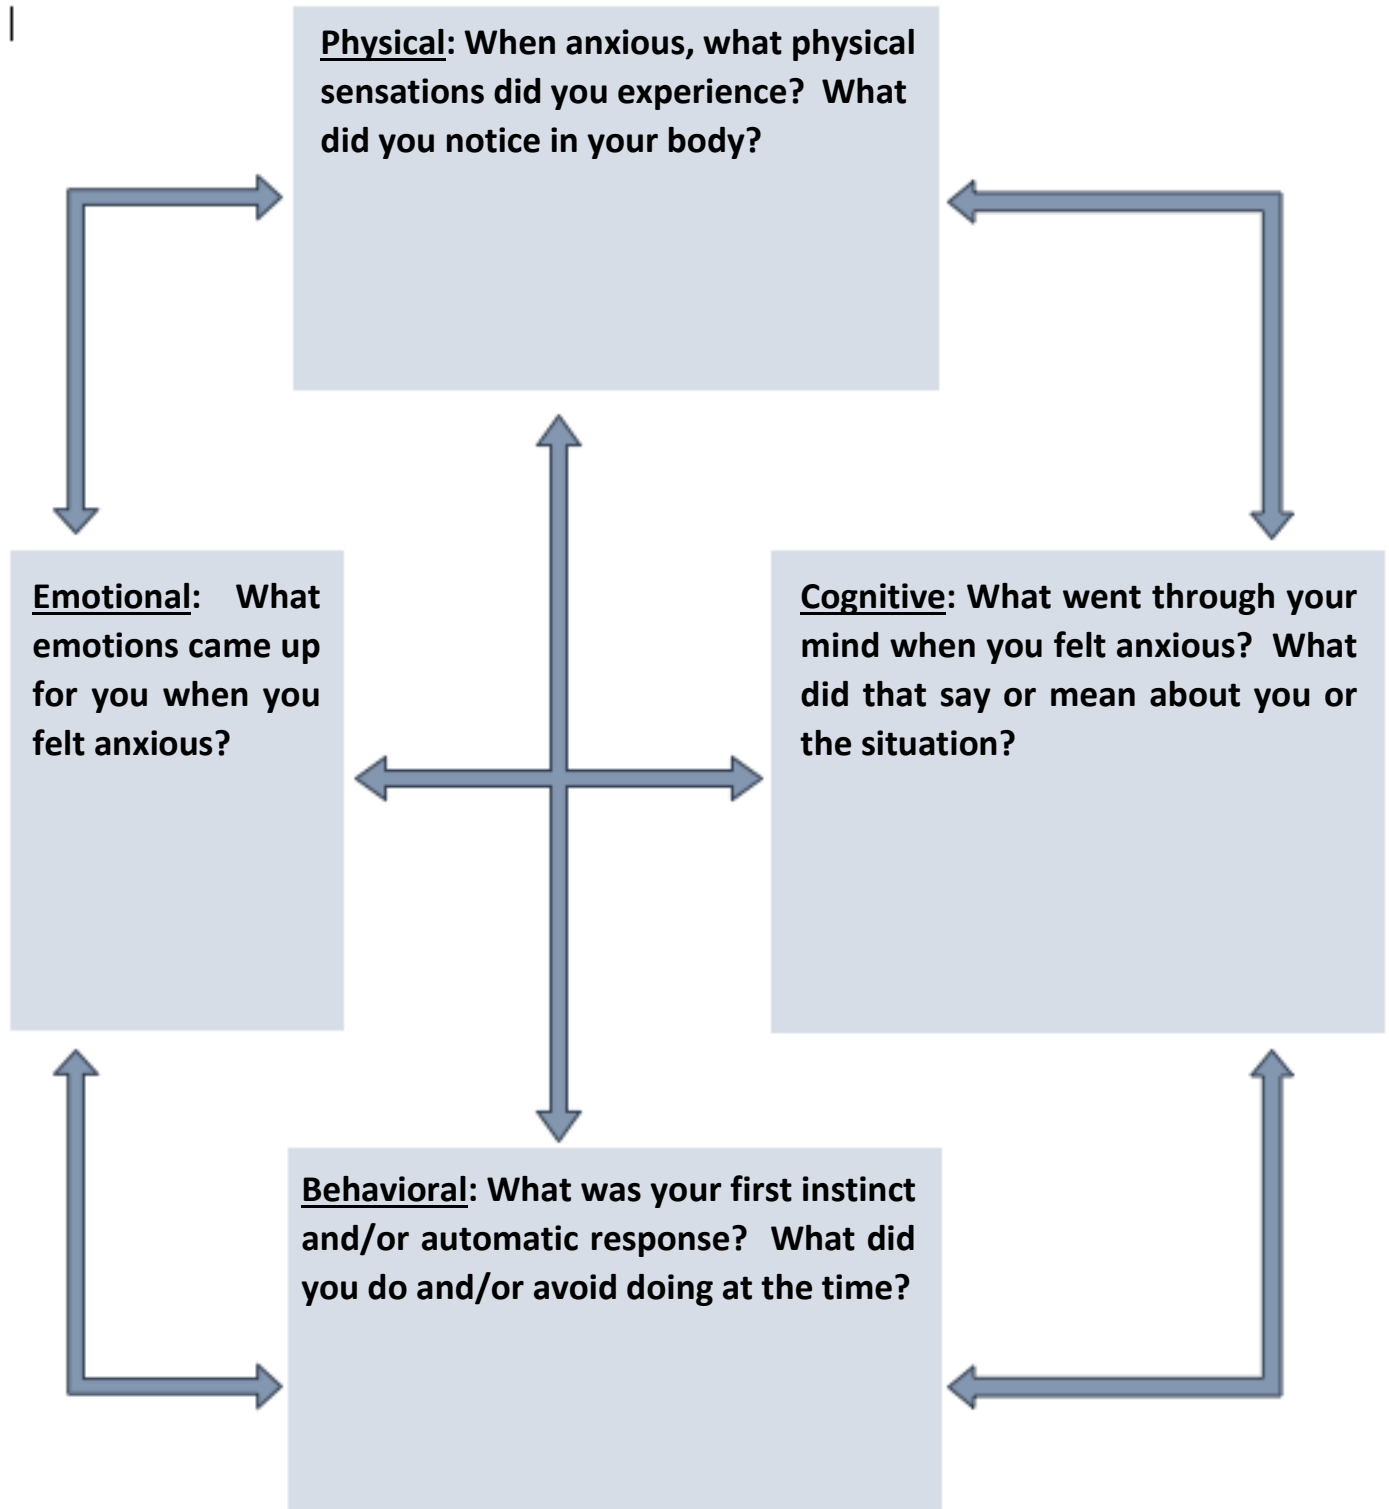 Physical: When anxious, what physical
sensations did you experience? What
did you notice in your body?
Emotional: What
emotions came up
for you when you
felt anxious?
Cognitive: What went through your
mind when you felt anxious? What
did that say or mean about you or
the situation?
Behavioral: What was your first instinct
and/or automatic response? What did
you do and/or avoid doing at the time?